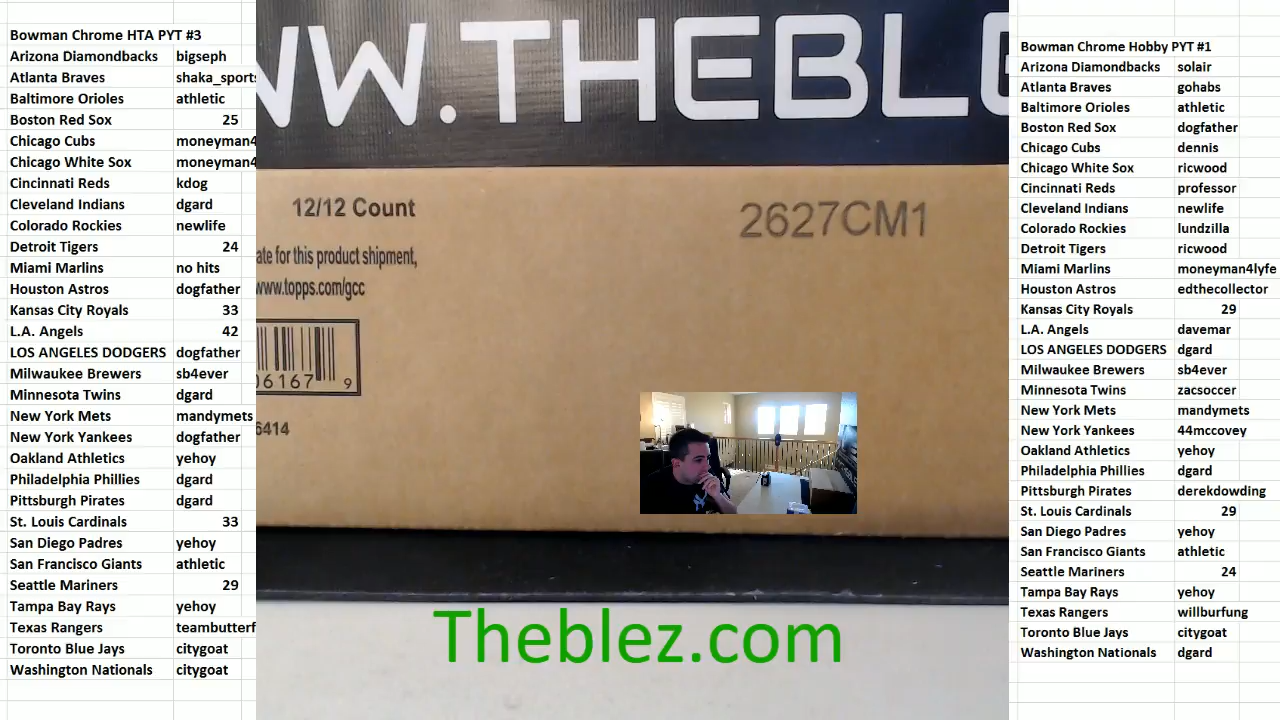 Bowman Chrome HTA PYT #3
Arizona Diamondbacks bigseph
Atlanta Braves shaka_sports
Baltimore Orioles athletic
Boston Red Sox 25
Chicago Cubs moneyman4
Chicago White Sox moneyman4
Cincinnati Reds kdog
Cleveland Indians dgard
Colorado Rockies newlife
Detroit Tigers 24
Miami Marlins no hits
Houston Astros dogfather
Kansas City Royals 33
L.A. Angels 42
LOS ANGELES DODGERS dogfather
Milwaukee Brewers sb4ever
Minnesota Twins dgard
New York Mets mandymets
New York Yankees dogfather
Oakland Athletics yehoy
Philadelphia Phillies dgard
Pittsburgh Pirates dgard
St. Louis Cardinals 33
San Diego Padres yehoy
San Francisco Giants athletic
Seattle Mariners 29
Tampa Bay Rays yehoy
Texas Rangers teambutterf
Toronto Blue Jays citygoat
Washington Nationals citygoat
WW.THEBLE
12/12 Count
2627CM1
ate for this product shipment,
www.topps.com/gcc
06167 9
6414
Theblez.com
Bowman Chrome Hobby PYT #1
Arizona Diamondbacks solair
Atlanta Braves gohabs
Baltimore Orioles athletic
Boston Red Sox dogfather
Chicago Cubs dennis
Chicago White Sox ricwood
Cincinnati Reds professor
Cleveland Indians newlife
Colorado Rockies lundzilla
Detroit Tigers ricwood
Miami Marlins moneyman4lyfe
Houston Astros edthecollector
Kansas City Royals 29
L.A. Angels davemar
LOS ANGELES DODGERS dgard
Milwaukee Brewers sb4ever
Minnesota Twins zacsoccer
New York Mets mandymets
New York Yankees 44mccovey
Oakland Athletics yehoy
Philadelphia Phillies dgard
Pittsburgh Pirates derekdowding
St. Louis Cardinals 29
San Diego Padres yehoy
San Francisco Giants athletic
Seattle Mariners 24
Tampa Bay Rays yehoy
Texas Rangers willburfung
Toronto Blue Jays citygoat
Washington Nationals dgard